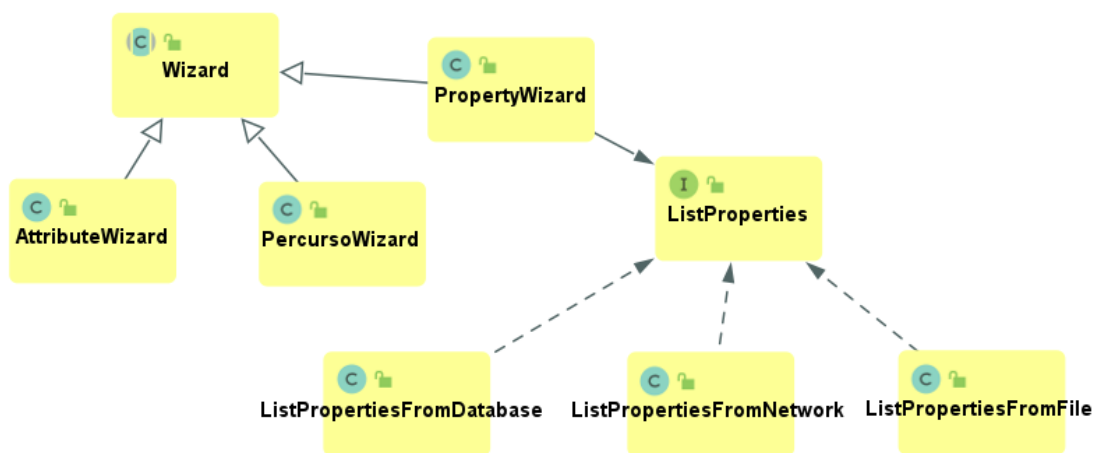 C
Wizard
C
PropertyWizard
C
AttributeWizard
C
PercursoWizard
I
ListProperties
C
ListPropertiesFromDatabase
C
ListPropertiesFromNetwork
C
ListPropertiesFromFile